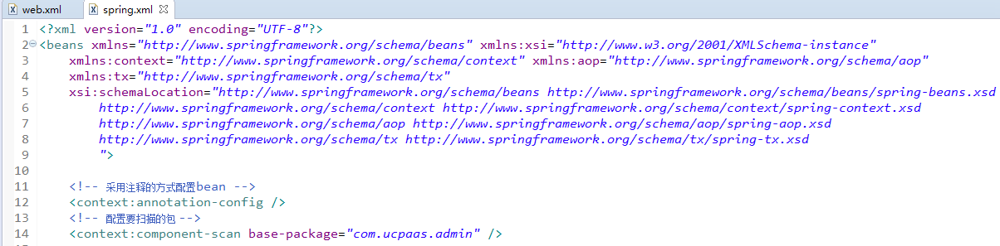 web.xml spring.xml
1 <?xml version="1.0" encoding="UTF-8"?>
2 <beans xmlns="http://www.springframework.org/schema/beans" xmlns:xsi="http://www.w3.org/2001/XMLSchema-instance"
3 xmlns:context="http://www.springframework.org/schema/context" xmlns:aop="http://www.springframework.org/schema/aop"
4 xmlns:tx="http://www.springframework.org/schema/tx"
5 xsi:schemaLocation="http://www.springframework.org/schema/beans http://www.springframework.org/schema/beans/spring-beans.xsd
6 http://www.springframework.org/schema/context http://www.springframework.org/schema/context/spring-context.xsd
7 http://www.springframework.org/schema/aop http://www.springframework.org/schema/aop/spring-aop.xsd
8 http://www.springframework.org/schema/tx http://www.springframework.org/schema/tx/spring-tx.xsd
9 ">
10
11 <!-- 采用注释的方式配置bean -->
12 <context:annotation-config />
13 <!-- 配置要扫描的包 -->
14 <context:component-scan base-package="com.ucpaas.admin" />